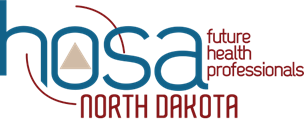 hosa
future
health
professionals
NORTH DAKOTA